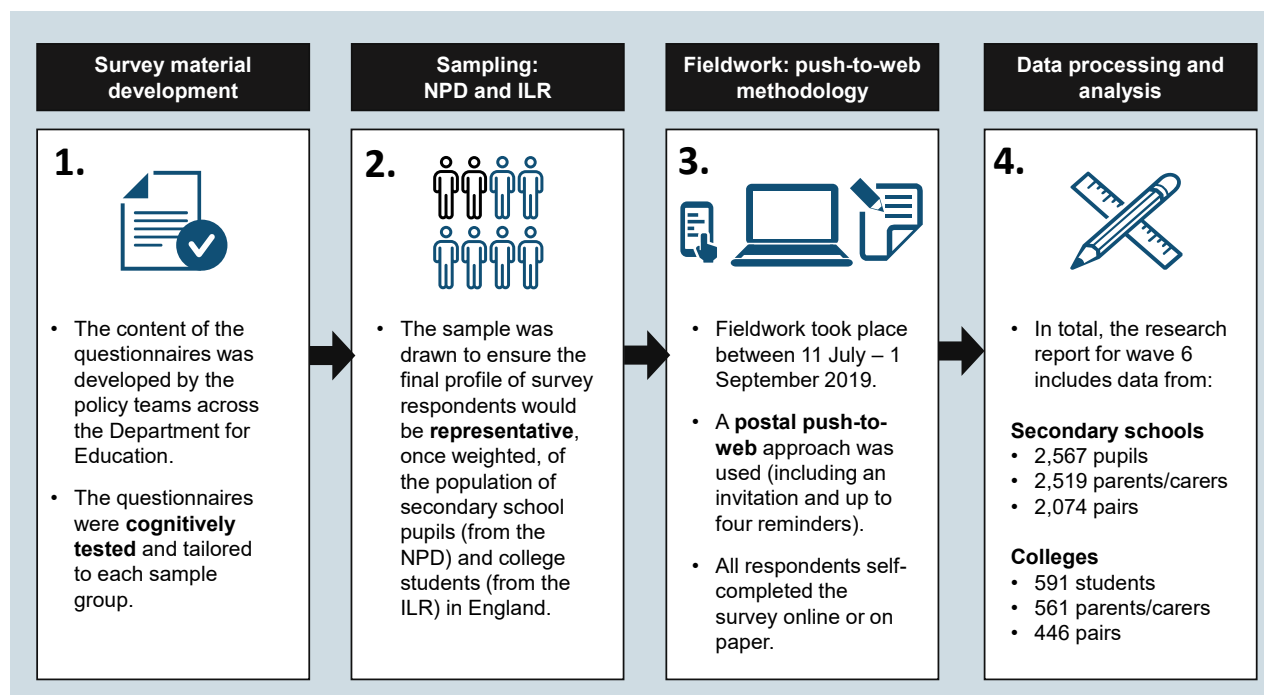 Survey material
development
1.
• The content of the
questionnaires was
developed by the
policy teams across
the Department for
Education.
• The questionnaires
were cognitively
tested and tailored
to each sample
group.
Sampling:
NPD and ILR
2.
• The sample was
drawn to ensure the
final profile of survey
respondents would
be representative,
once weighted, of
the population of
secondary school
pupils (from the
NPD) and college
students (from the
ILR) in England.
Fieldwork: push-to-web
methodology
3.
• Fieldwork took place
between 11 July – 1
September 2019.
• A postal push-to-
web approach was
used (including an
invitation and up to
four reminders).
• All respondents self-
completed the
survey online or on
paper.
Data processing and
analysis
4.
• In total, the research
report for wave 6
includes data from:
Secondary schools
• 2,567 pupils
• 2,519 parents/carers
• 2,074 pairs
Colleges
• 591 students
• 561 parents/carers
• 446 pairs